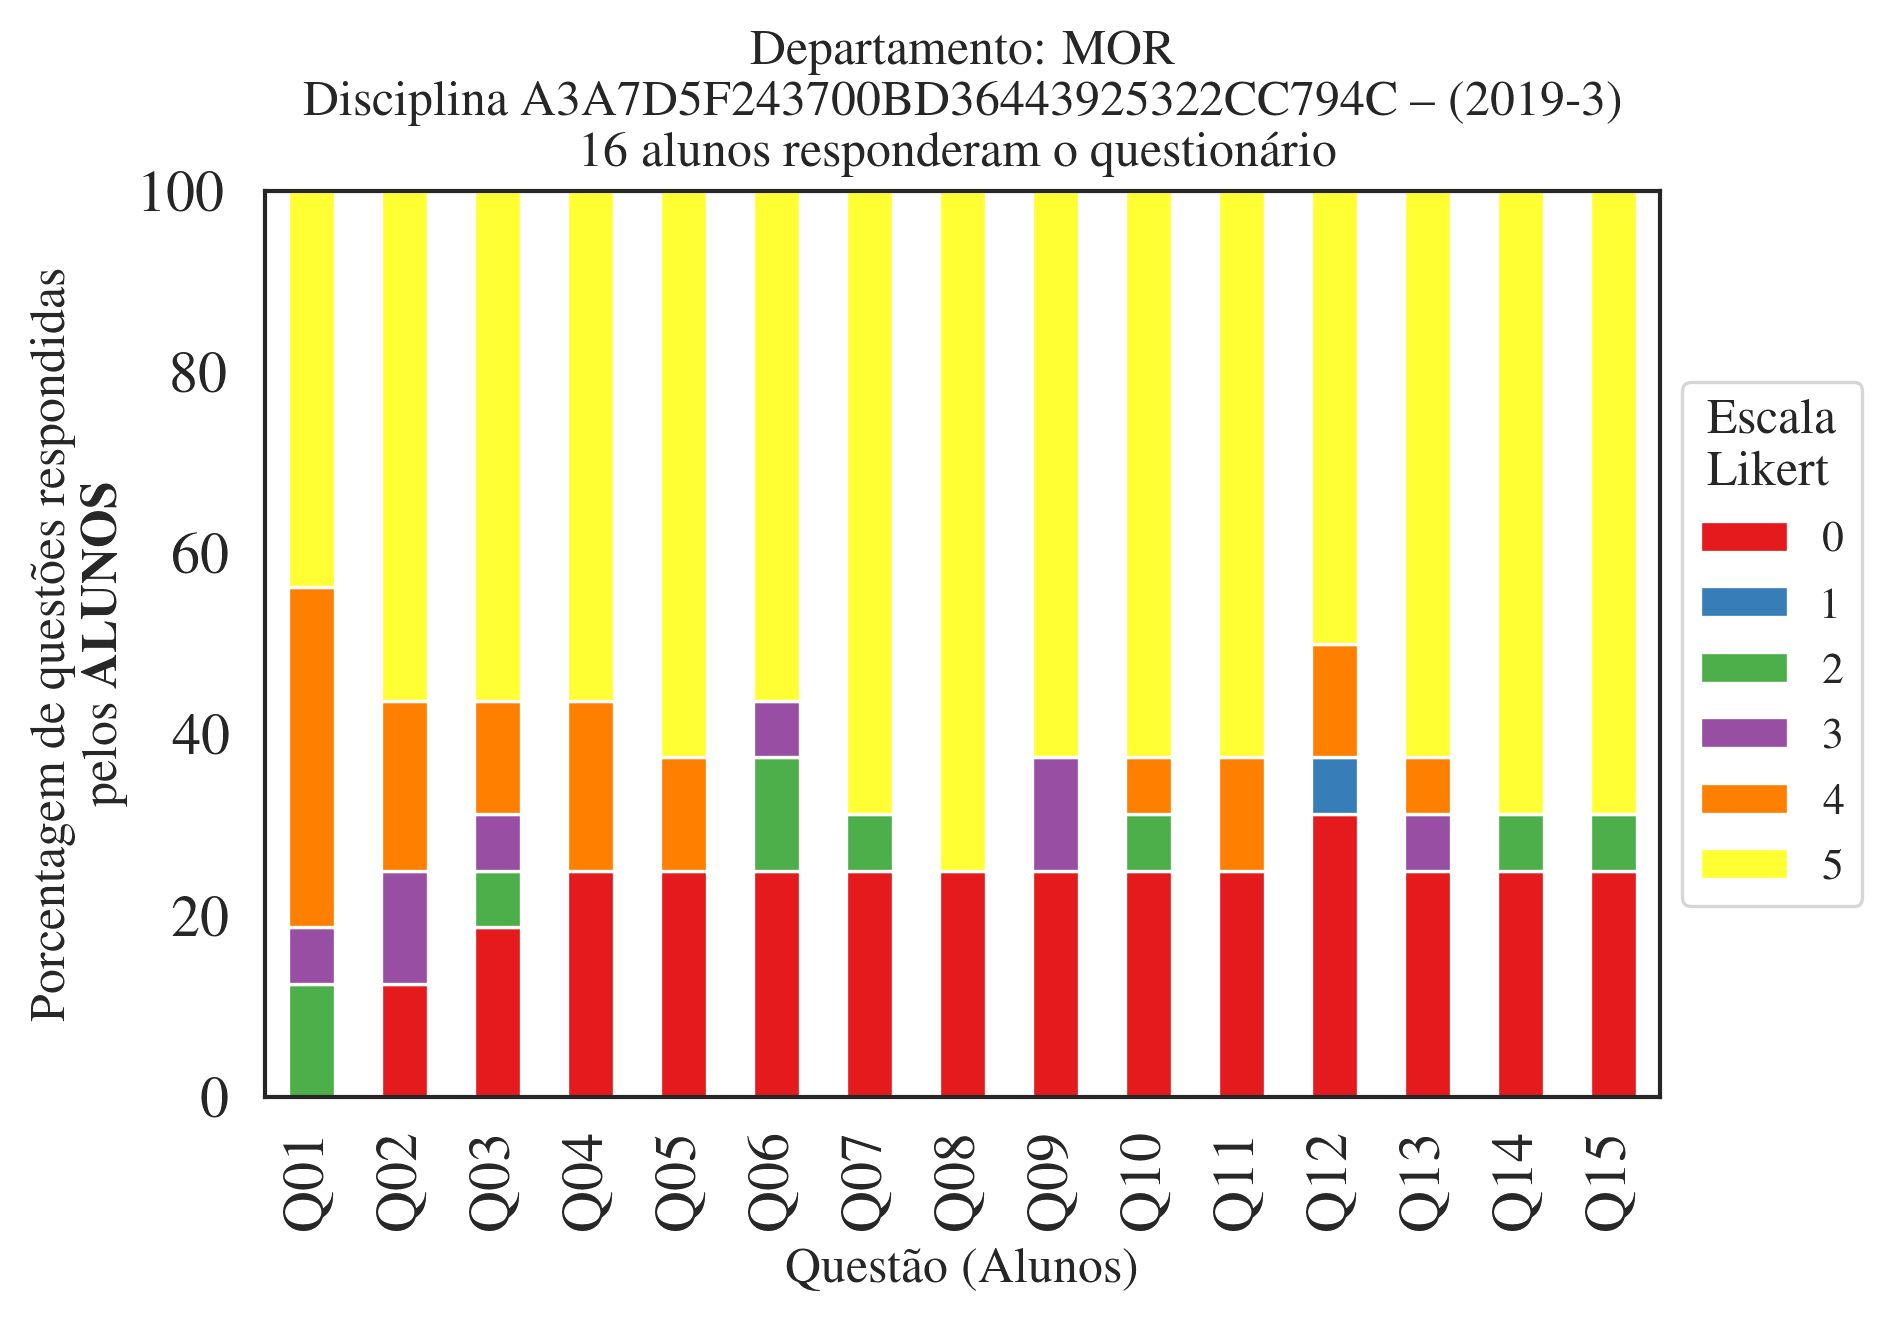 Departamento: MOR
Disciplina A3A7D5F243700BD36443925322CC794C – (2019-3)
16 alunos responderam o questionário
Porcentagem de questões respondidas
pelos ALUNOS
100
80
60
40
20
0
Q01
Q02
Q03
Q04
Q05
Q06
Q07
Q08
Q09
Q10
Q11
Q12
Q13
Q14
Q15
Questão (Alunos)
Escala
Likert
0
1
2
3
4
5